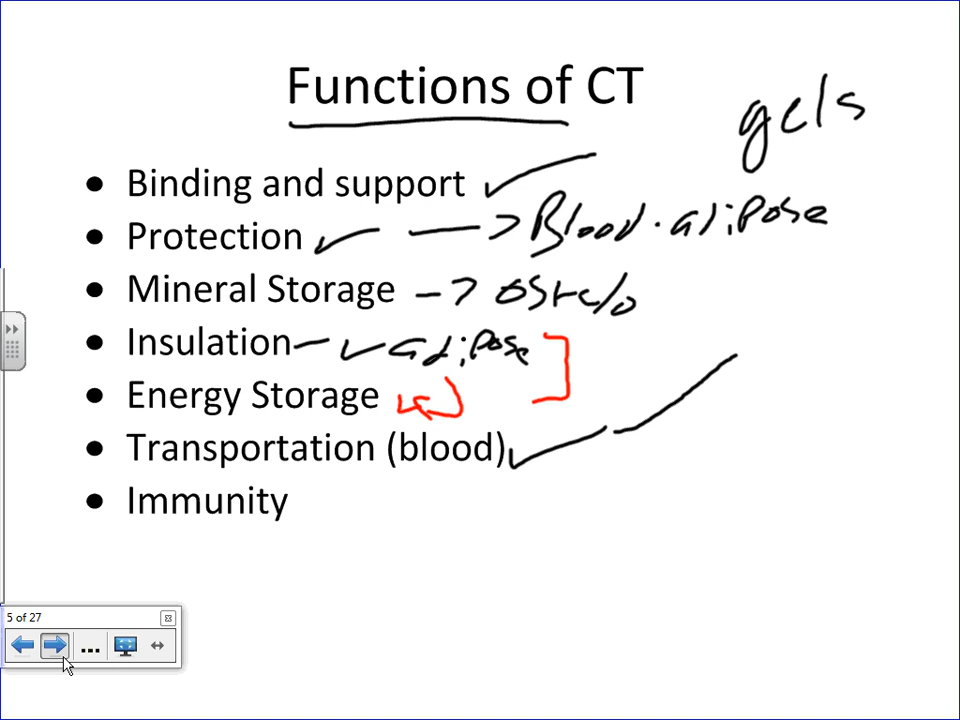 Functions of CT
gels
• Binding and support
• Protection → Blood. adipose
• Mineral Storage → osteo/o
• Insulation adipose
• Energy Storage
• Transportation (blood)
• Immunity
5 of 27
...